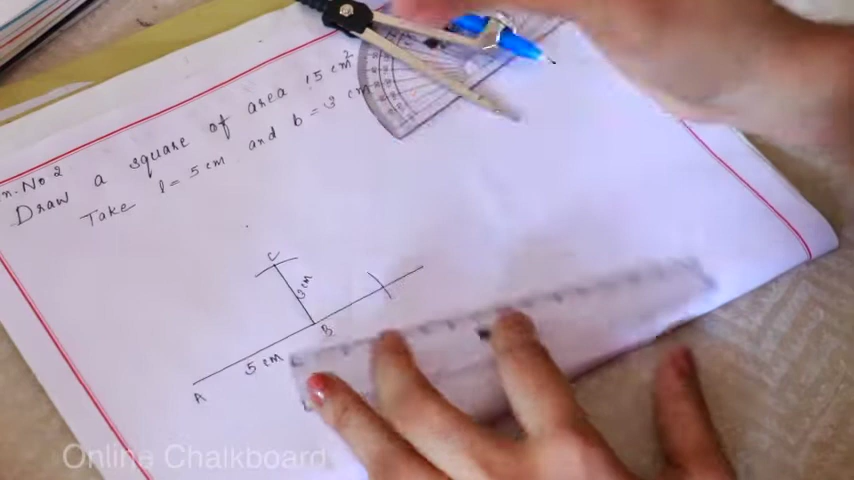 n. No 2
Draw a square of area 15 cm²
Take l = 5 cm and b = 3 cm
C
3 cm
B
5 cm
A
Online Chalkboard